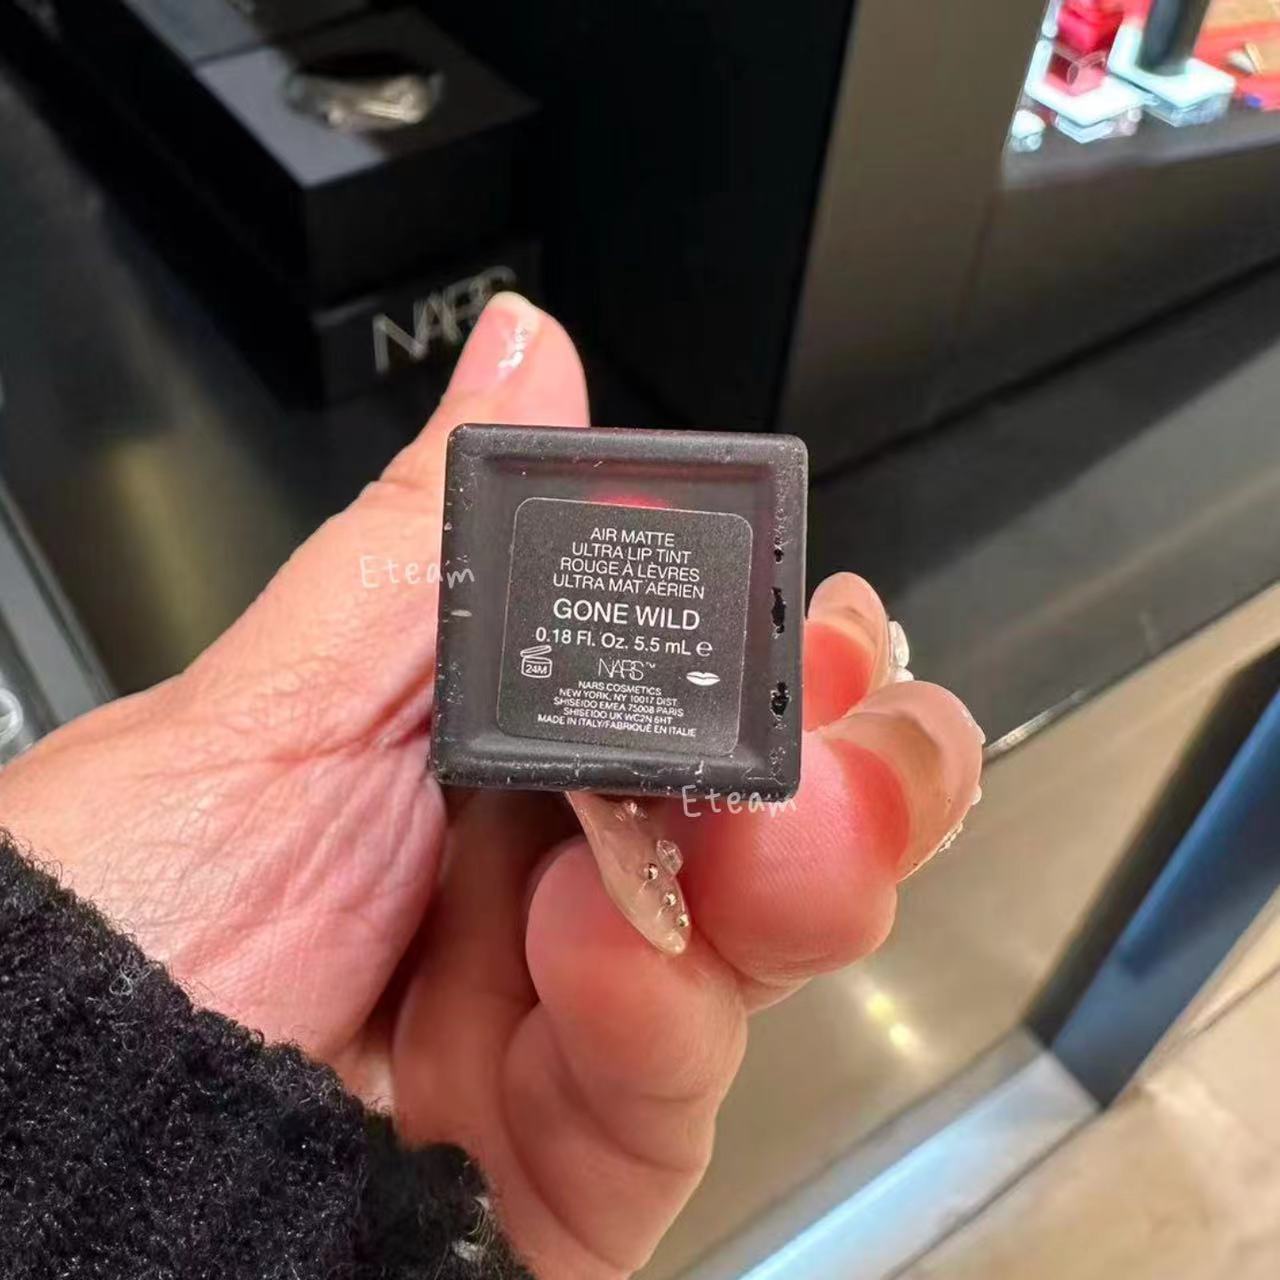 NARS
AIR MATTE
ULTRA LIP TINT
ROUGE À LÈVRES
ULTRA MAT AÉRIEN
GONE WILD
0.18 Fl. Oz. 5.5 mL ℮
24M
NARS™
NARS COSMETICS
NEW YORK, NY 10017 DIST.
SHISEIDO EMEA 75008 PARIS
SHISEIDO UK WC2N 6HT
MADE IN ITALY/FABRIQUÉ EN ITALIE
Eteam
Eteam